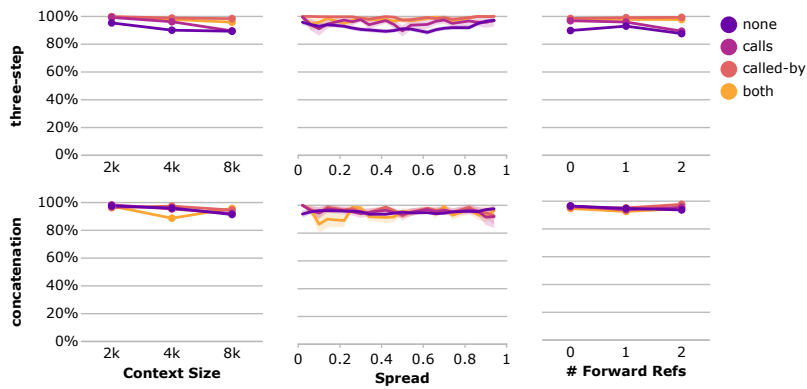 100%
80%
60%
40%
20%
0%
three-step
2k 4k 8k
0 0.2 0.4 0.6 0.8 1
0 1 2
none
calls
called-by
both
100%
80%
60%
40%
20%
0%
concatenation
2k 4k 8k
0 0.2 0.4 0.6 0.8 1
0 1 2
Context Size
Spread
# Forward Refs